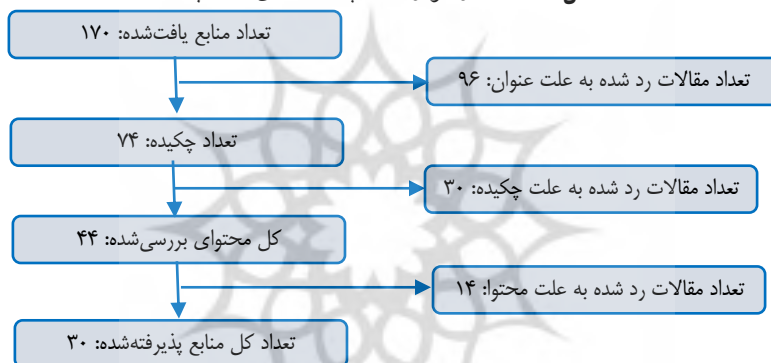 تعداد منابع یافت‌شده: ۱۷۰
تعداد مقالات رد شده به علت عنوان: ۹۶
تعداد چکیده: ۷۴
تعداد مقالات رد شده به علت چکیده: ۳۰
کل محتوای بررسی‌شده: ۴۴
تعداد مقالات رد شده به علت محتوا: ۱۴
تعداد کل منابع پذیرفته‌شده: ۳۰